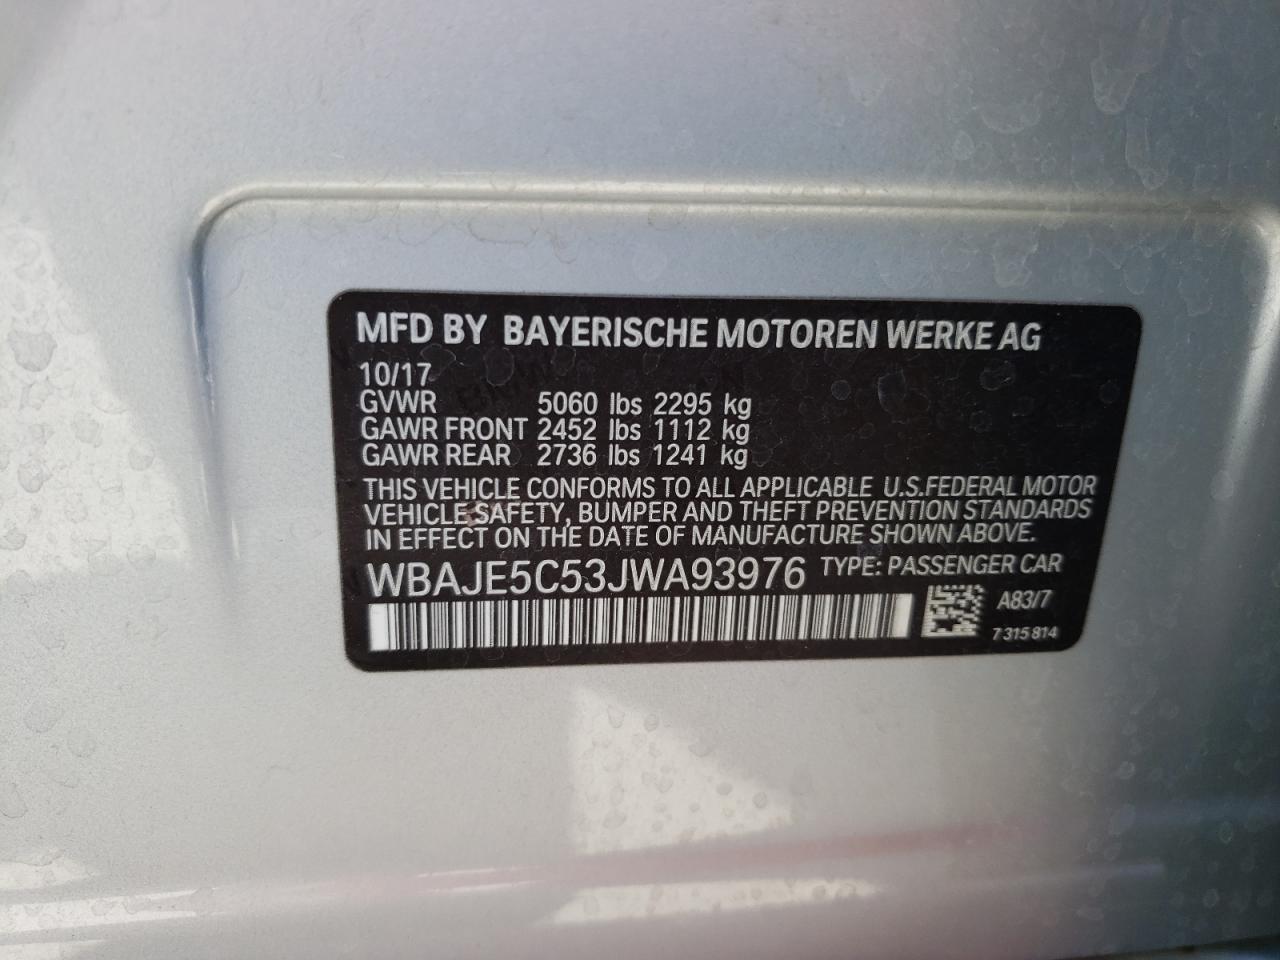 MFD BY BAYERISCHE MOTOREN WERKE AG
10/17
GVWR 5060 lbs 2295 kg
GAWR FRONT 2452 lbs 1112 kg
GAWR REAR 2736 lbs 1241 kg
THIS VEHICLE CONFORMS TO ALL APPLICABLE U.S.FEDERAL MOTOR
VEHICLE SAFETY, BUMPER AND THEFT PREVENTION STANDARDS
IN EFFECT ON THE DATE OF MANUFACTURE SHOWN ABOVE.
WBAJE5C53JWA93976 TYPE: PASSENGER CAR
A83/7
7 315 814